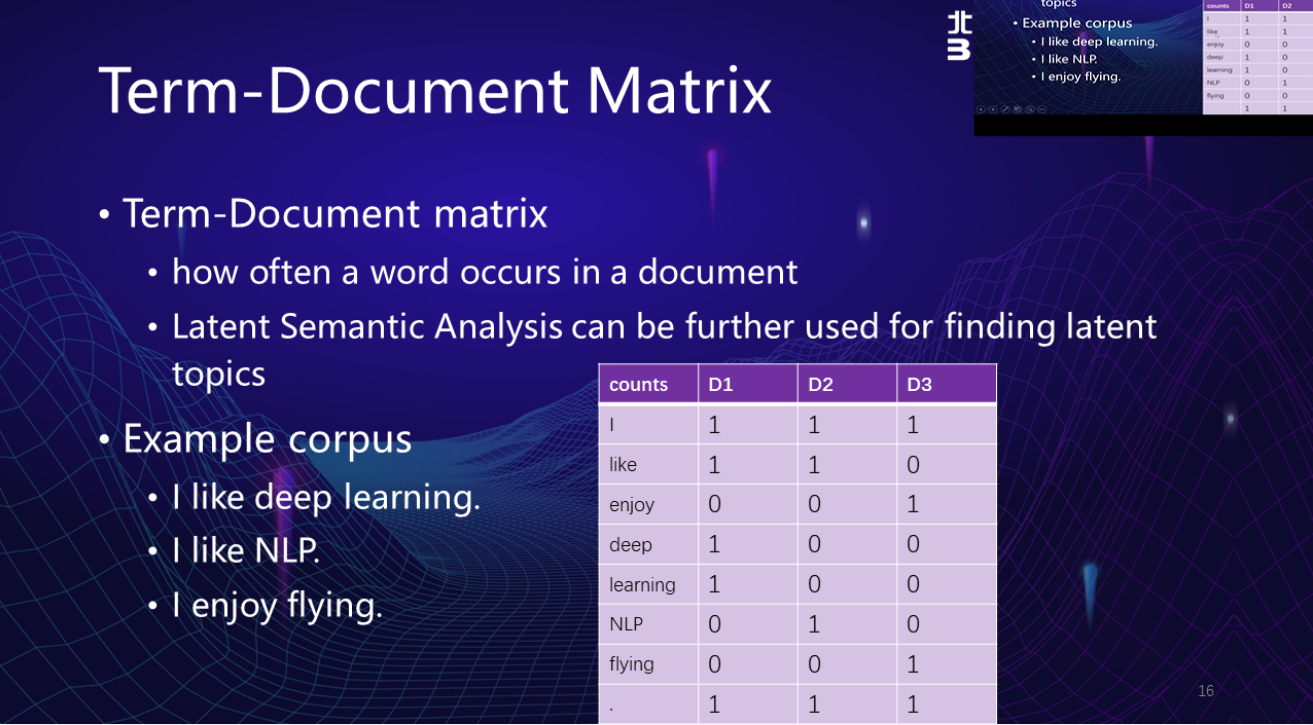 Term-Document Matrix
• Term-Document matrix
• how often a word occurs in a document
• Latent Semantic Analysis can be further used for finding latent
topics
• Example corpus
• I like deep learning.
• I like NLP.
• I enjoy flying.
counts D1 D2 D3
I 1 1 1
like 1 1 0
enjoy 0 0 1
deep 1 0 0
learning 1 0 0
NLP 0 1 0
flying 0 0 1
. 1 1 1
16
topics
• Example corpus
• I like deep learning.
• I like NLP.
• I enjoy flying.
counts D1 D2
I 1 1
like 1 1
enjoy 0 0
deep 1 0
learning 1 0
NLP 0 1
flying 0 0
1 1